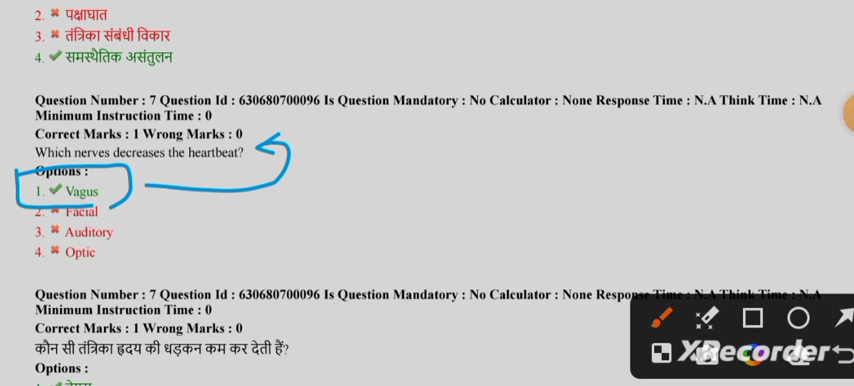 2. पक्षाघात
3. तंत्रिका संबंधी विकार
4. समस्थैतिक असंतुलन
Question Number : 7 Question Id : 630680700096 Is Question Mandatory : No Calculator : None Response Time : N.A Think Time : N.A
Minimum Instruction Time : 0
Correct Marks : 1 Wrong Marks : 0
Which nerves decreases the heartbeat?
Options :
1. Vagus
2. Facial
3. Auditory
4. Optic
Question Number : 7 Question Id : 630680700096 Is Question Mandatory : No Calculator : None Response Time : N.A Think Time : N.A
Minimum Instruction Time : 0
Correct Marks : 1 Wrong Marks : 0
कौन सी तंत्रिका हृदय की धड़कन कम कर देती हैं?
Options :
XRecorder